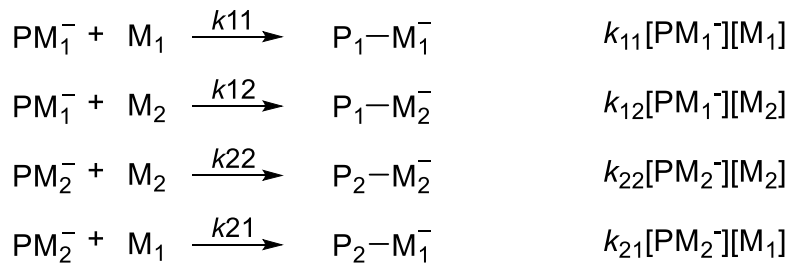 PM₁⁻ + M₁ k11 → P₁—M₁⁻ k₁₁[PM₁⁻][M₁]
PM₁⁻ + M₂ k12 → P₁—M₂⁻ k₁₂[PM₁⁻][M₂]
PM₂⁻ + M₂ k22 → P₂—M₂⁻ k₂₂[PM₂⁻][M₂]
PM₂⁻ + M₁ k21 → P₂—M₁⁻ k₂₁[PM₂⁻][M₁]